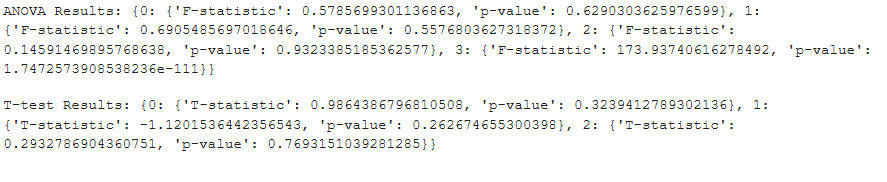 ANOVA Results: {0: {'F-statistic': 0.5785699301136863, 'p-value': 0.6290303625976599}, 1:
{'F-statistic': 0.6905485697018646, 'p-value': 0.5576803627318372}, 2: {'F-statistic':
0.14591469895768638, 'p-value': 0.9323385185362577}, 3: {'F-statistic': 173.93740616278492, 'p-value':
1.7472573908538236e-111}}
T-test Results: {0: {'T-statistic': 0.9864386796810508, 'p-value': 0.3239412789302136}, 1:
{'T-statistic': -1.1201536442356543, 'p-value': 0.262674655300398}, 2: {'T-statistic':
0.2932786904360751, 'p-value': 0.7693151039281285}}